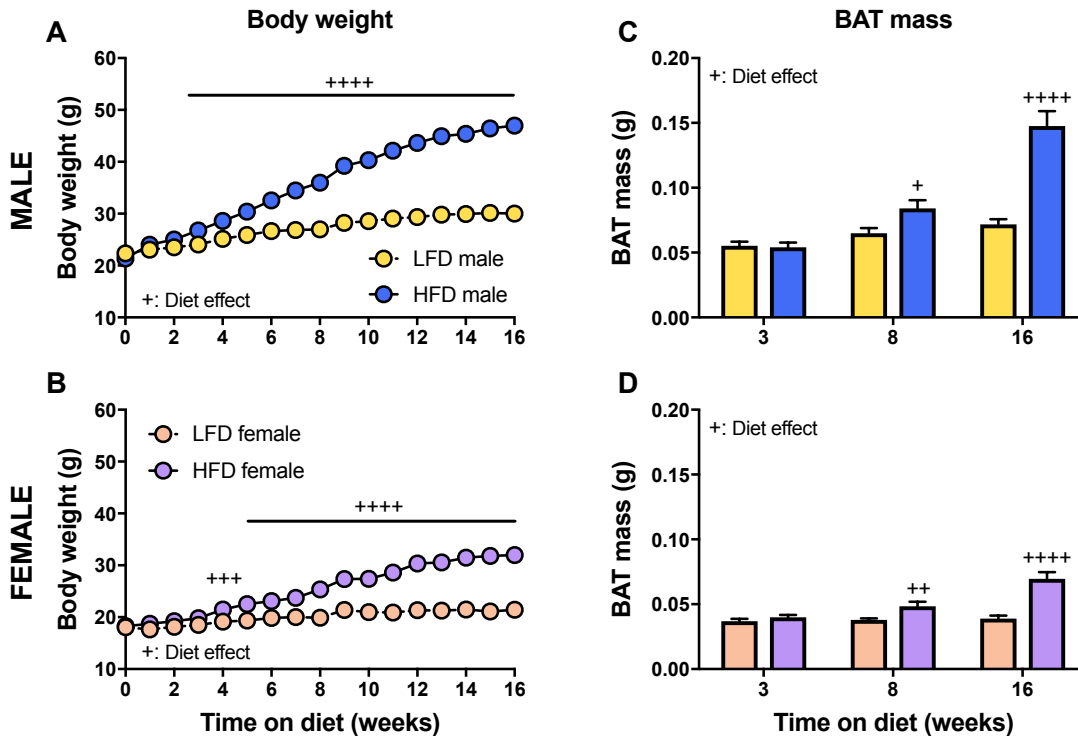 Body weight
BAT mass
MALE
FEMALE
A
60
50
40
30
20
10
Body weight (g)
++++
LFD male
HFD male
+: Diet effect
0 2 4 6 8 10 12 14 16
C
0.20
0.15
0.10
0.05
0.00
BAT mass (g)
+: Diet effect
+
++++
3 8 16
B
60
50
40
30
20
10
Body weight (g)
LFD female
HFD female
+++
++++
+: Diet effect
0 2 4 6 8 10 12 14 16
Time on diet (weeks)
D
0.20
0.15
0.10
0.05
0.00
BAT mass (g)
+: Diet effect
++
++++
3 8 16
Time on diet (weeks)